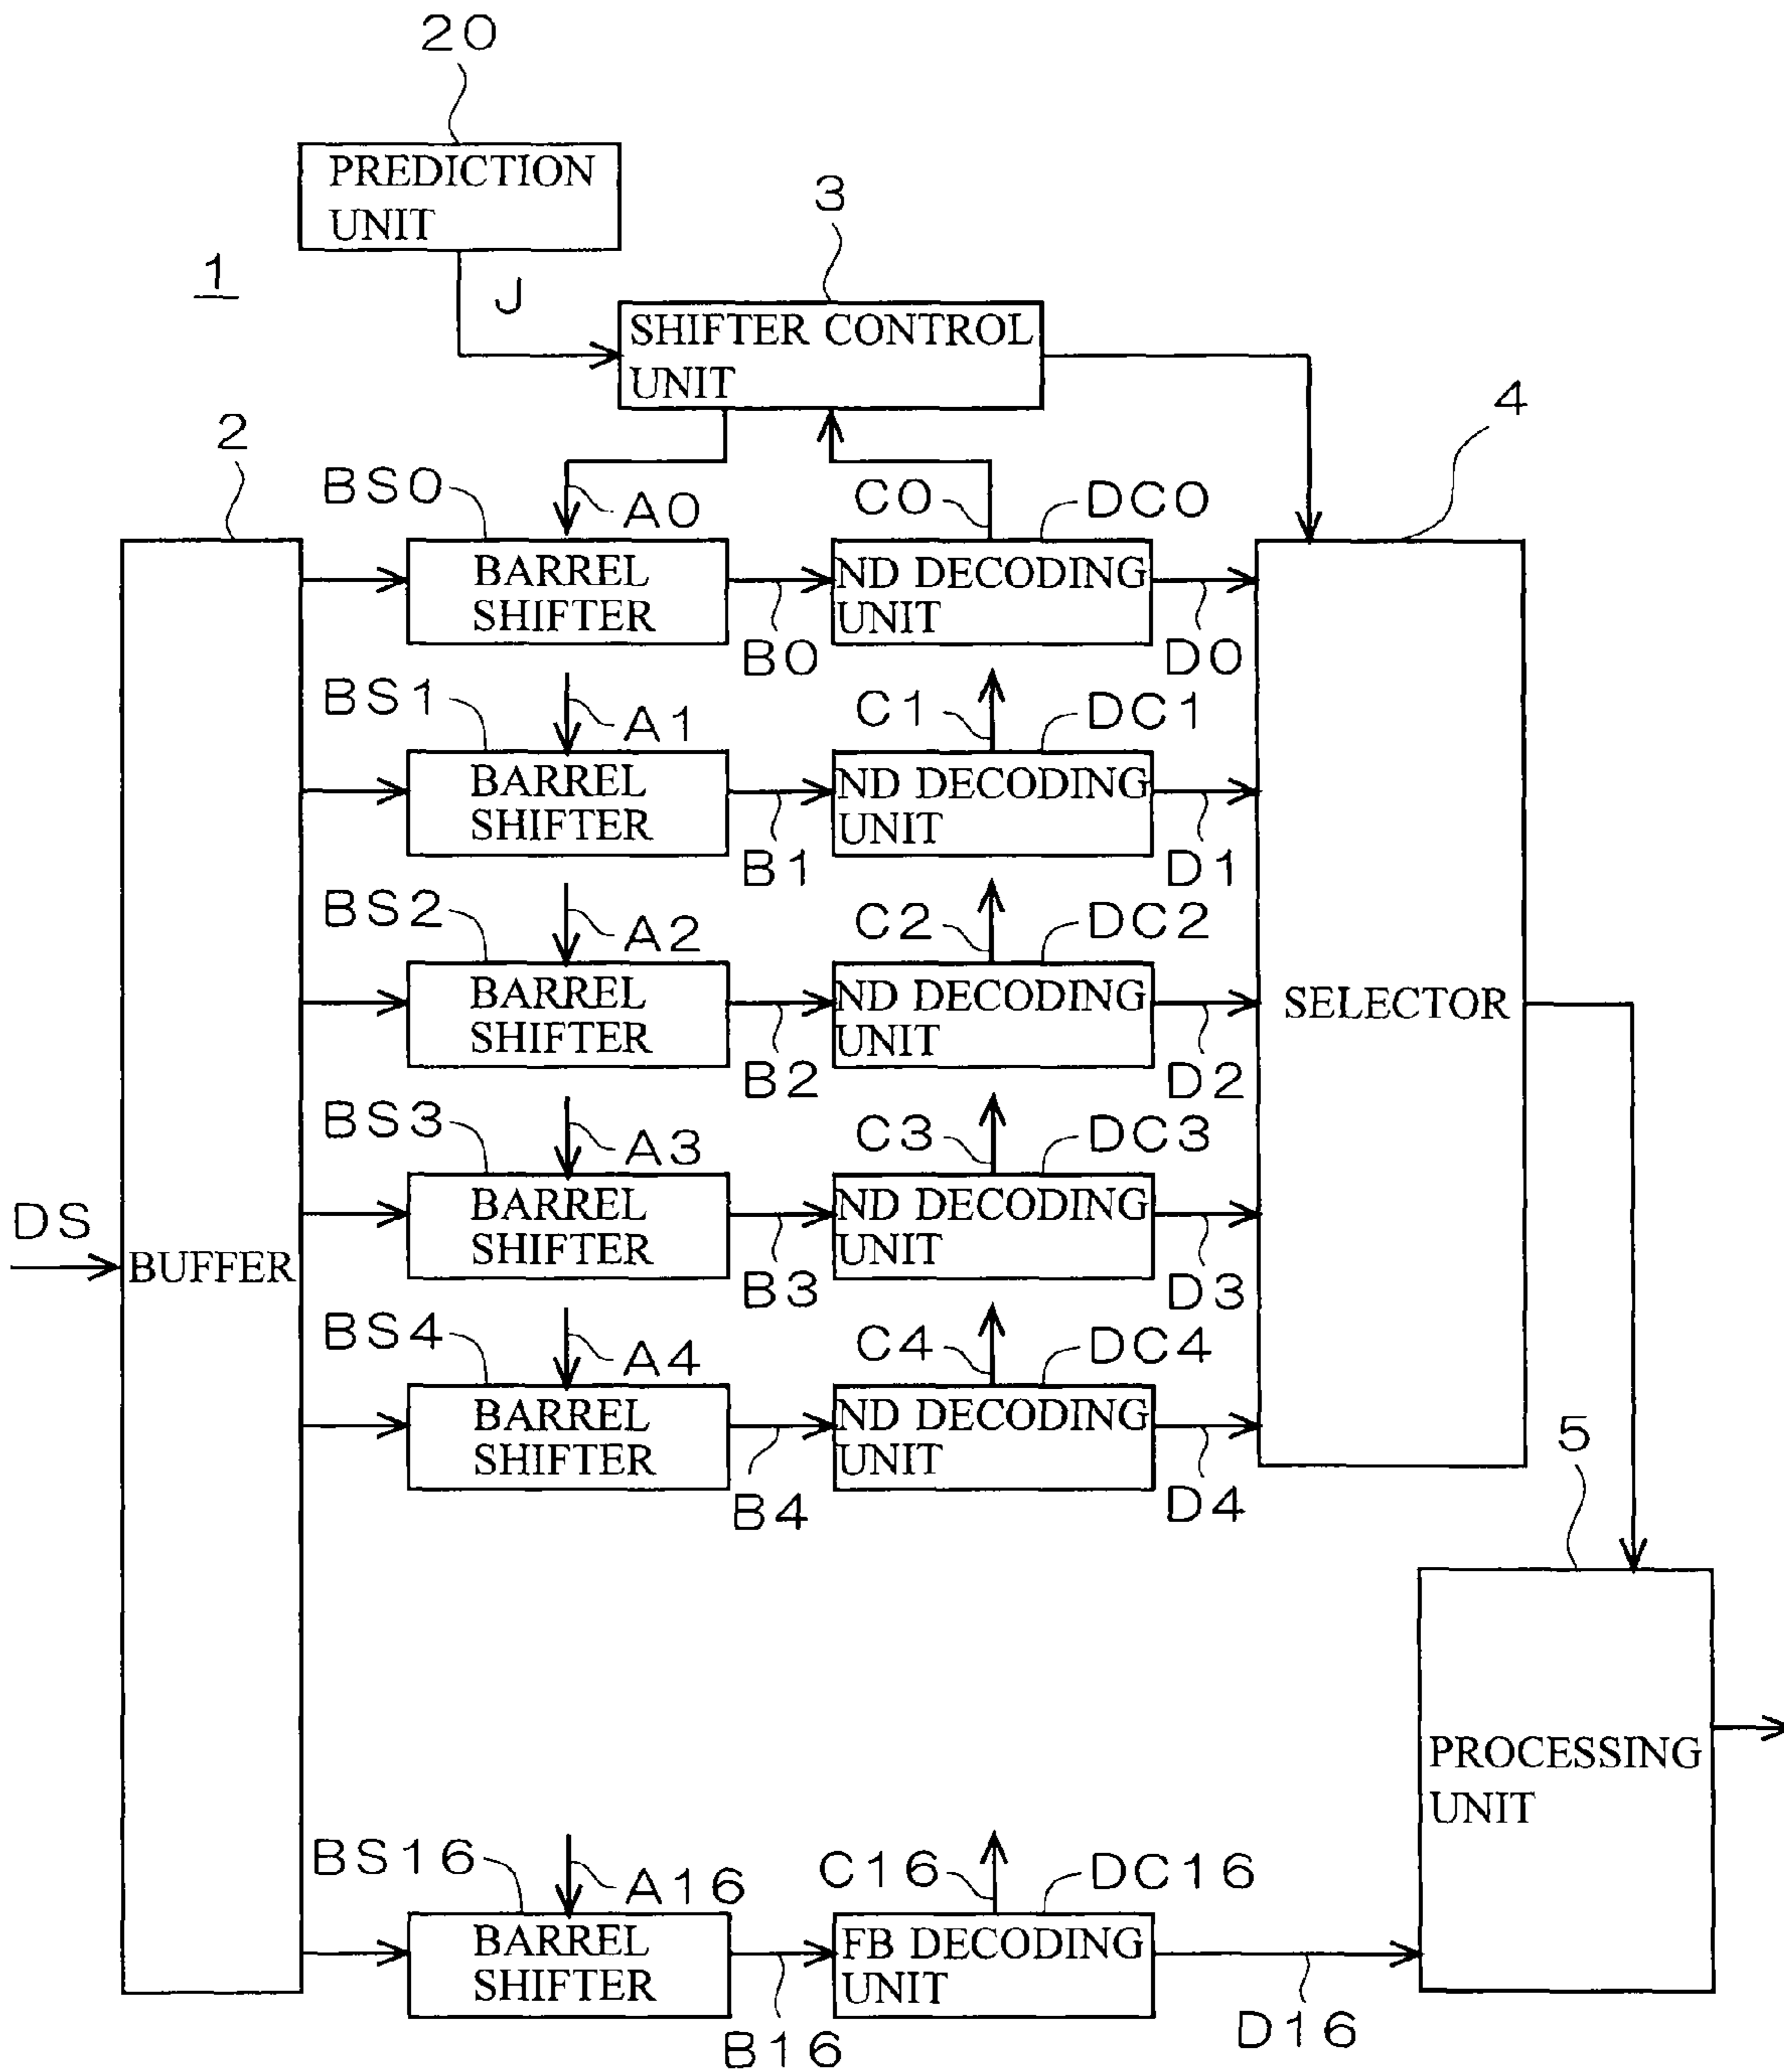 20
PREDICTION
UNIT
1
J
3
SHIFTER CONTROL
UNIT
2
4
BS0
A0
C0
DC0
BARREL
SHIFTER
B0
ND DECODING
UNIT
D0
BS1
A1
C1
DC1
BARREL
SHIFTER
B1
ND DECODING
UNIT
D1
BS2
A2
C2
DC2
BARREL
SHIFTER
B2
ND DECODING
UNIT
D2
SELECTOR
BS3
A3
C3
DC3
BARREL
SHIFTER
B3
ND DECODING
UNIT
D3
DS
BUFFER
BS4
A4
C4
DC4
BARREL
SHIFTER
B4
ND DECODING
UNIT
D4
5
PROCESSING
UNIT
BS16
A16
C16
DC16
BARREL
SHIFTER
B16
FB DECODING
UNIT
D16